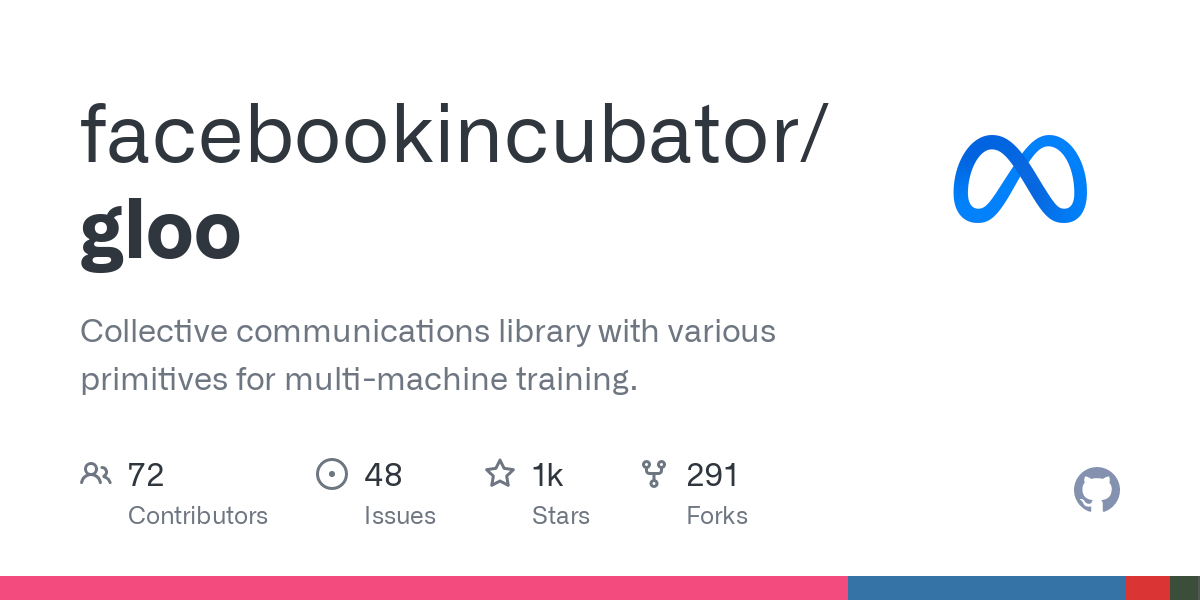 facebookincubator/
gloo
Collective communications library with various
primitives for multi-machine training.
72
Contributors
48
Issues
1k
Stars
291
Forks